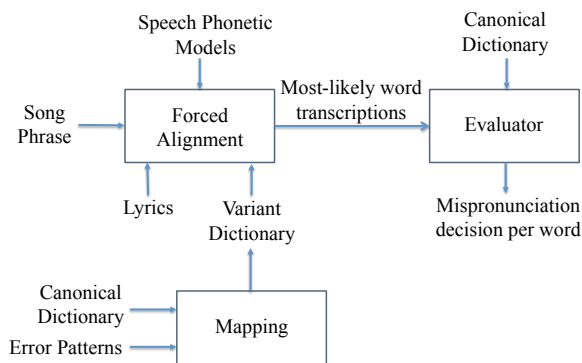 Speech Phonetic
Models
Canonical
Dictionary
Song
Phrase
Forced
Alignment
Most-likely word
transcriptions
Evaluator
Lyrics
Variant
Dictionary
Mispronunciation
decision per word
Canonical
Dictionary
Error Patterns
Mapping